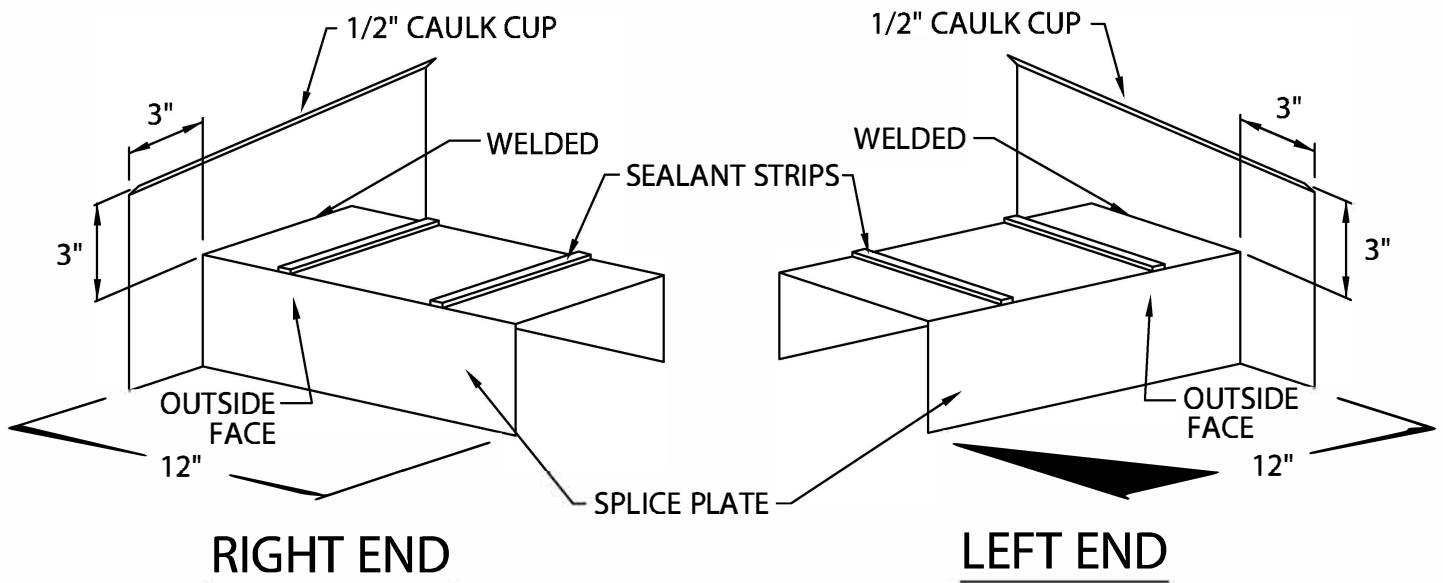 1/2" CAULK CUP
3"
WELDED
3"
OUTSIDE
FACE
12"
RIGHT END
SEALANT STRIPS
SPLICE PLATE
1/2" CAULK CUP
3"
WELDED
3"
OUTSIDE
FACE
12"
LEFT END